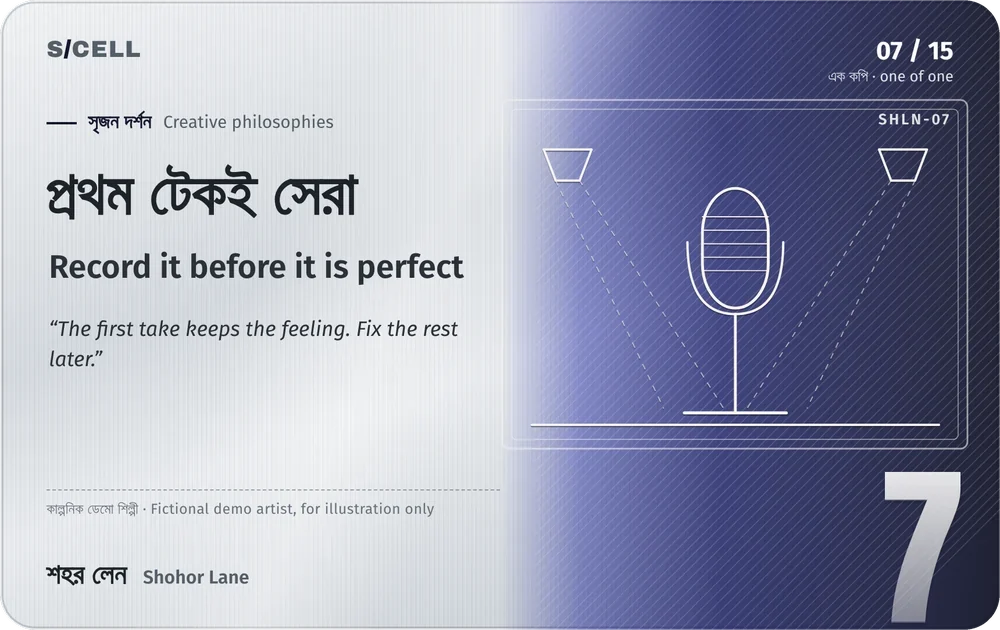 S/CELL
07 / 15
এক কপি · one of one
সৃজন দর্শন Creative philosophies
SHLN-07
প্রথম টেকই সেরা
Record it before it is perfect
“The first take keeps the feeling. Fix the rest
later.”
কাল্পনিক ডেমো শিল্পী · Fictional demo artist, for illustration only
শহর লেন Shohor Lane
7